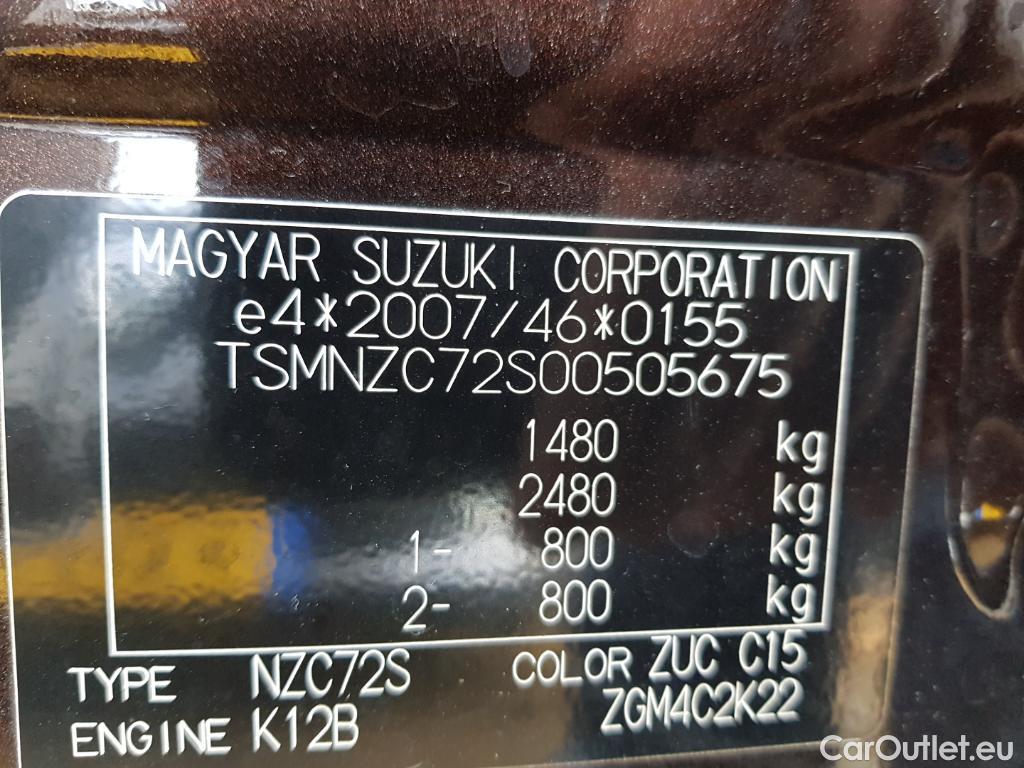 MAGYAR SUZUKI CORPORATION
e4*2007/46*0155
TSMNZC72S00505675
1480 kg
2480 kg
1- 800 kg
2- 800 kg
TYPE NZC72S COLOR ZUC C15
ENGINE K12B ZGM4C2K22
CarOutlet.eu